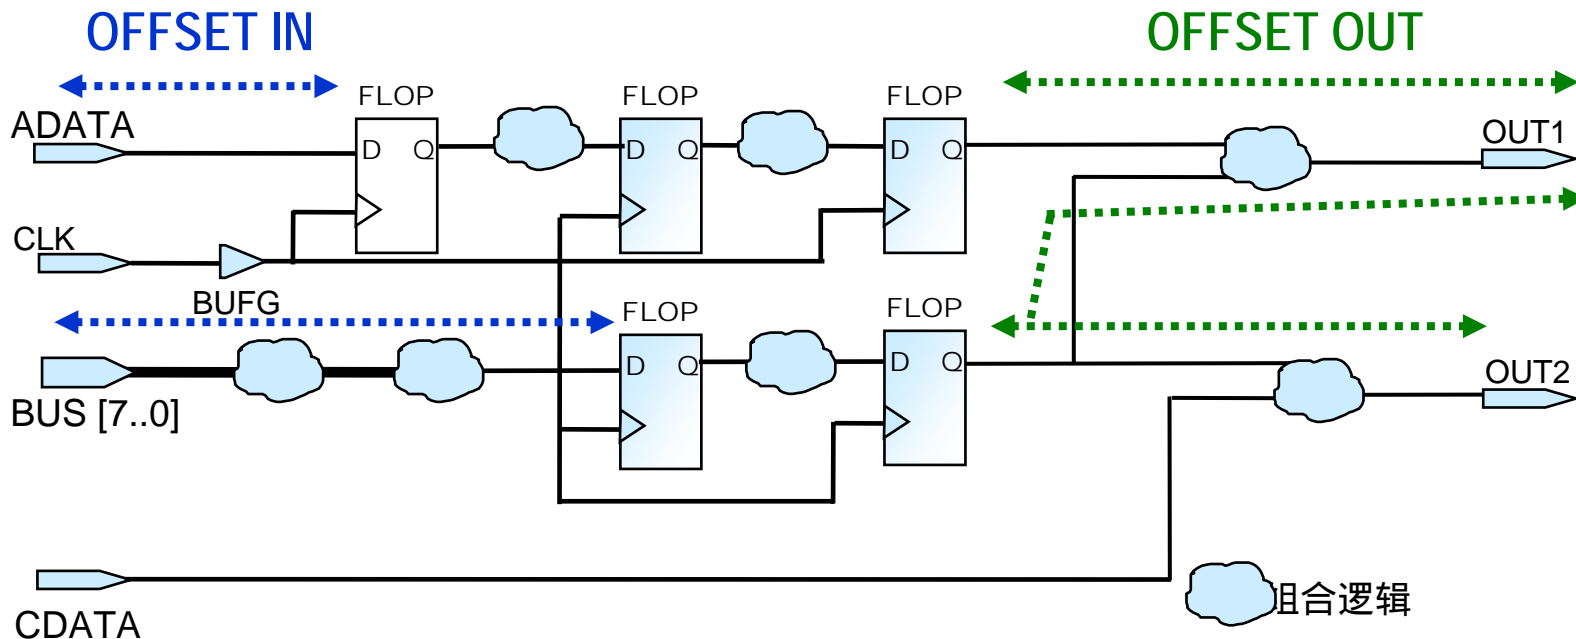 OFFSET IN
OFFSET OUT
FLOP
FLOP
FLOP
ADATA
D Q
D Q
D Q
OUT1
CLK
BUFG
FLOP
FLOP
D Q
D Q
OUT2
BUS [7..0]
组合逻辑
CDATA